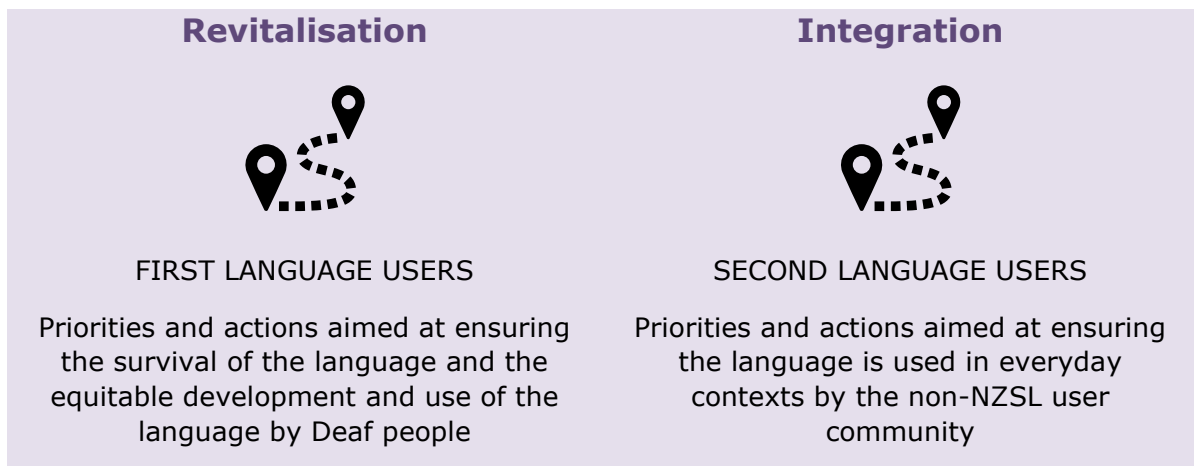 Revitalisation
FIRST LANGUAGE USERS
Priorities and actions aimed at ensuring
the survival of the language and the
equitable development and use of the
language by Deaf people
Integration
SECOND LANGUAGE USERS
Priorities and actions aimed at ensuring
the language is used in everyday
contexts by the non-NZSL user
community